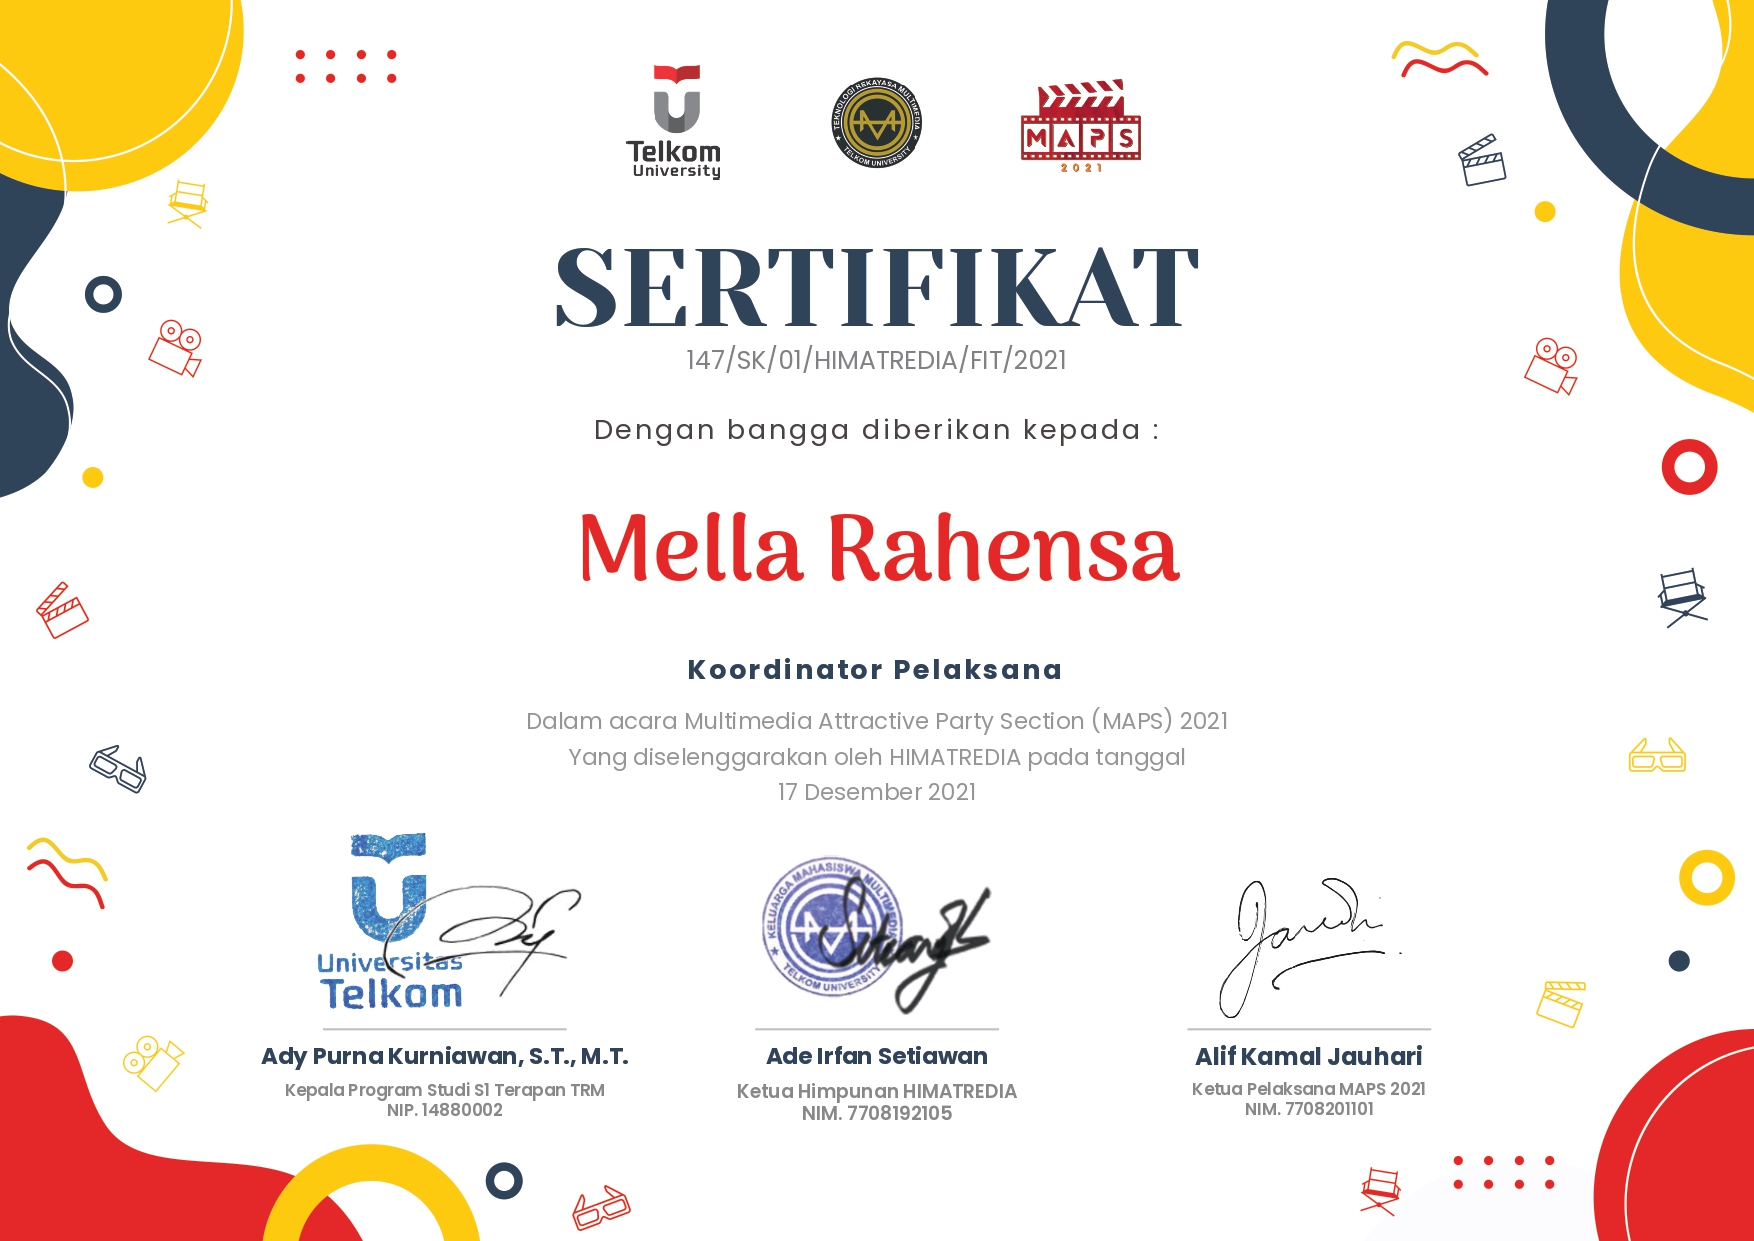 Telkom
University
TEKNOLOGI REKAYASA MULTIMEDIA
TELKOM UNIVERSITY
MAPS
2021
SERTIFIKAT
147/SK/01/HIMATREDIA/FIT/2021
Dengan bangga diberikan kepada :
Mella Rahensa
Koordinator Pelaksana
Dalam acara Multimedia Attractive Party Section (MAPS) 2021
Yang diselenggarakan oleh HIMATREDIA pada tanggal
17 Desember 2021
Universitas
Telkom
KELUARGA MAHASISWA MULTIMEDIA
TELKOM UNIVERSITY
Ady Purna Kurniawan, S.T., M.T.
Kepala Program Studi S1 Terapan TRM
NIP. 14880002
Ade Irfan Setiawan
Ketua Himpunan HIMATREDIA
NIM. 7708192105
Alif Kamal Jauhari
Ketua Pelaksana MAPS 2021
NIM. 7708201101